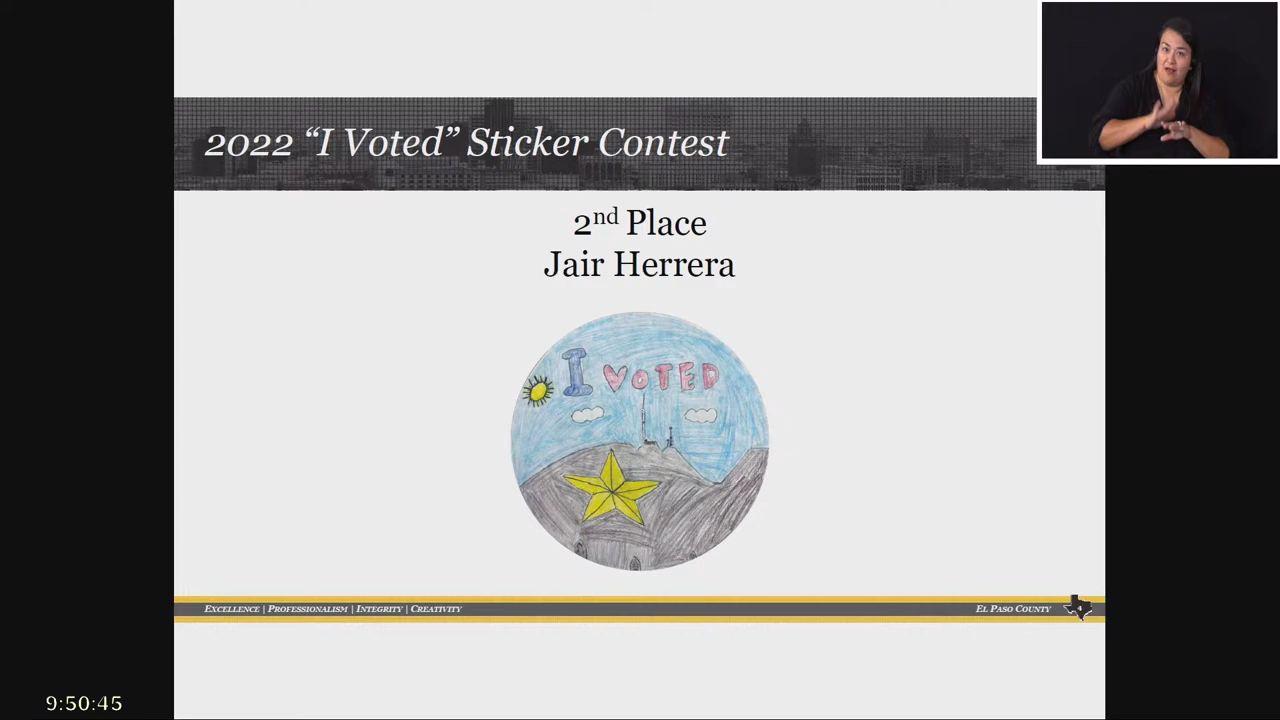 2022 “I Voted” Sticker Contest
2nd Place
Jair Herrera
I VOTED
EXCELLENCE | PROFESSIONALISM | INTEGRITY | CREATIVITY
EL PASO COUNTY
4
9:50:45